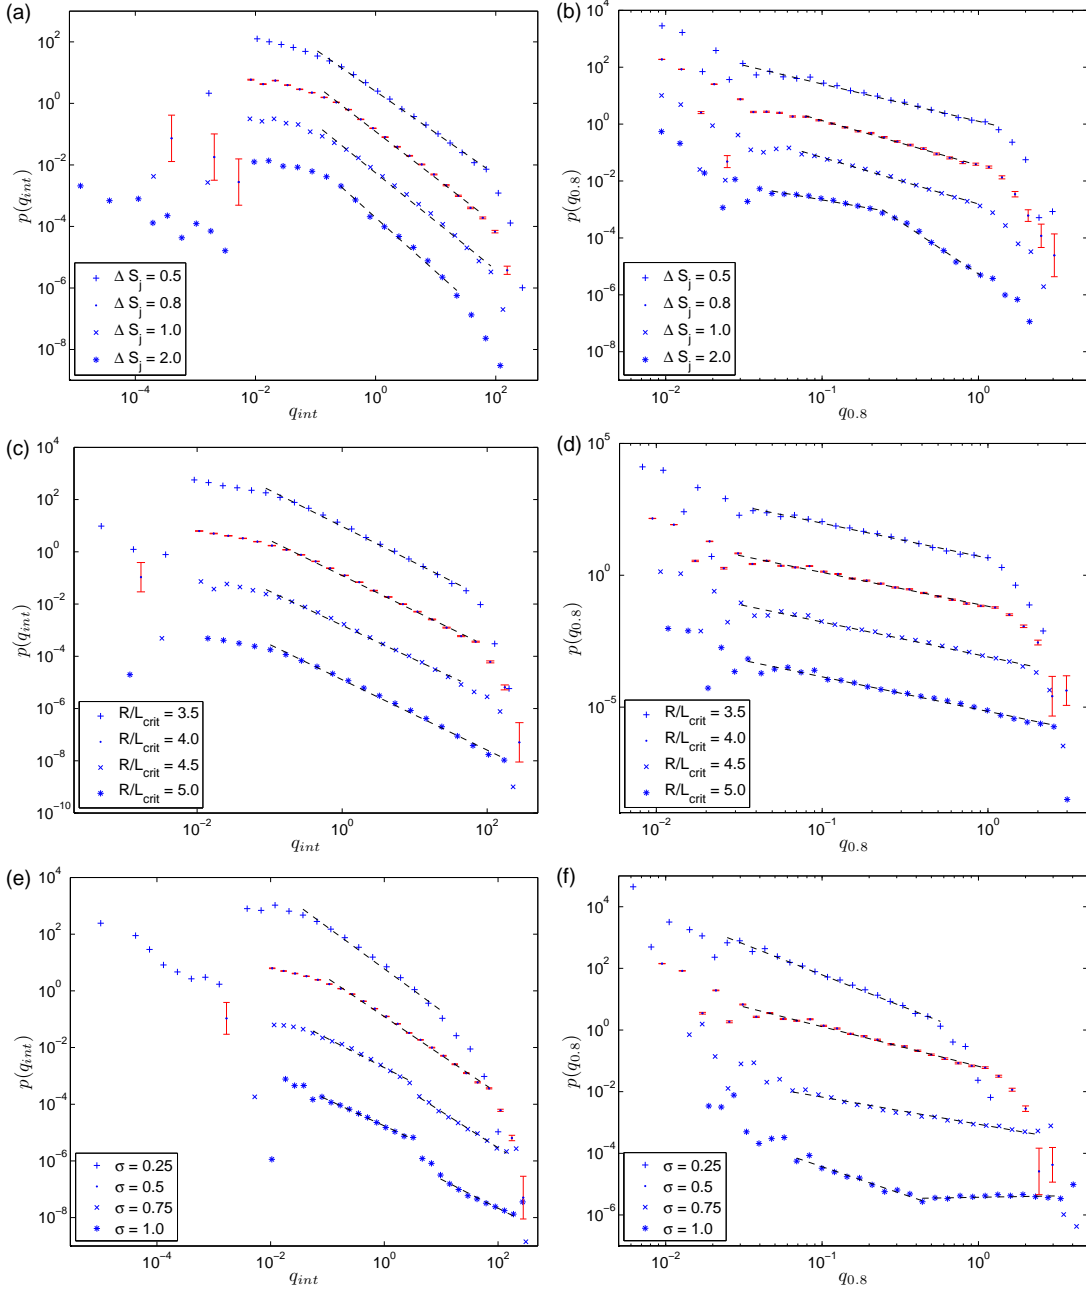 (a)
10^2
10^0
10^-2
10^-4
10^-6
10^-8
p(q_int)
Δ S_j = 0.5
Δ S_j = 0.8
Δ S_j = 1.0
Δ S_j = 2.0
10^-4
10^-2
10^0
10^2
q_int
(b)
10^4
10^2
10^0
10^-2
10^-4
10^-6
10^-8
p(q_0.8)
Δ S_j = 0.5
Δ S_j = 0.8
Δ S_j = 1.0
Δ S_j = 2.0
10^-2
10^-1
10^0
q_0.8
(c)
10^4
10^2
10^0
10^-2
10^-4
10^-6
10^-8
10^-10
p(q_int)
R/L_crit = 3.5
R/L_crit = 4.0
R/L_crit = 4.5
R/L_crit = 5.0
10^-2
10^0
10^2
q_int
(d)
10^5
10^0
10^-5
p(q_0.8)
R/L_crit = 3.5
R/L_crit = 4.0
R/L_crit = 4.5
R/L_crit = 5.0
10^-2
10^-1
10^0
q_0.8
(e)
10^4
10^2
10^0
10^-2
10^-4
10^-6
10^-8
p(q_int)
σ = 0.25
σ = 0.5
σ = 0.75
σ = 1.0
10^-4
10^-2
10^0
10^2
q_int
(f)
10^4
10^2
10^0
10^-2
10^-4
10^-6
p(q_0.8)
σ = 0.25
σ = 0.5
σ = 0.75
σ = 1.0
10^-2
10^-1
10^0
q_0.8